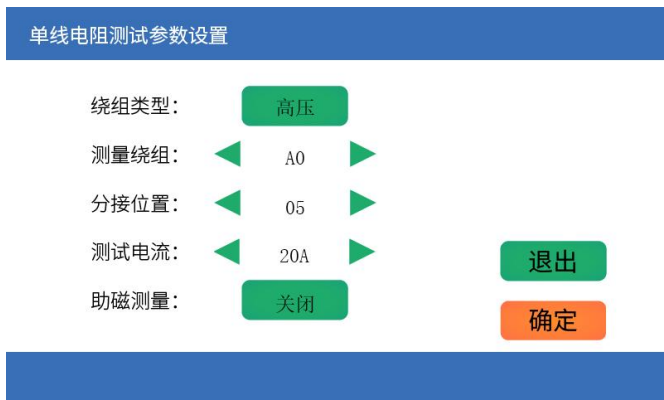 单线电阻测试参数设置
绕组类型： 高压
测量绕组： A0
分接位置： 05
测试电流： 20A
退出
助磁测量： 关闭
确定